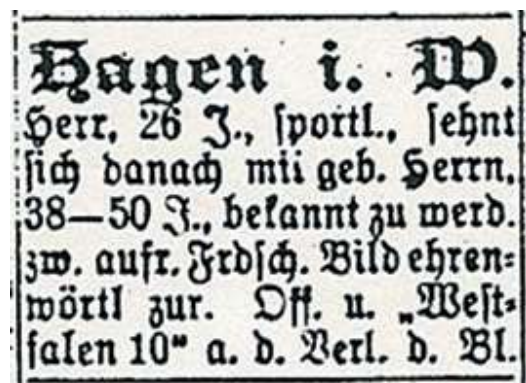 Hagen i. W.
Herr, 26 J., sportl., sehnt
sich danach mit geb. Herrn,
38—50 J., bekannt zu werd.
zw. aufr. Frdsch. Bild ehren=
wörtl zur. Off. u. „West=
falen 10“ a. d. Verl. d. Bl.